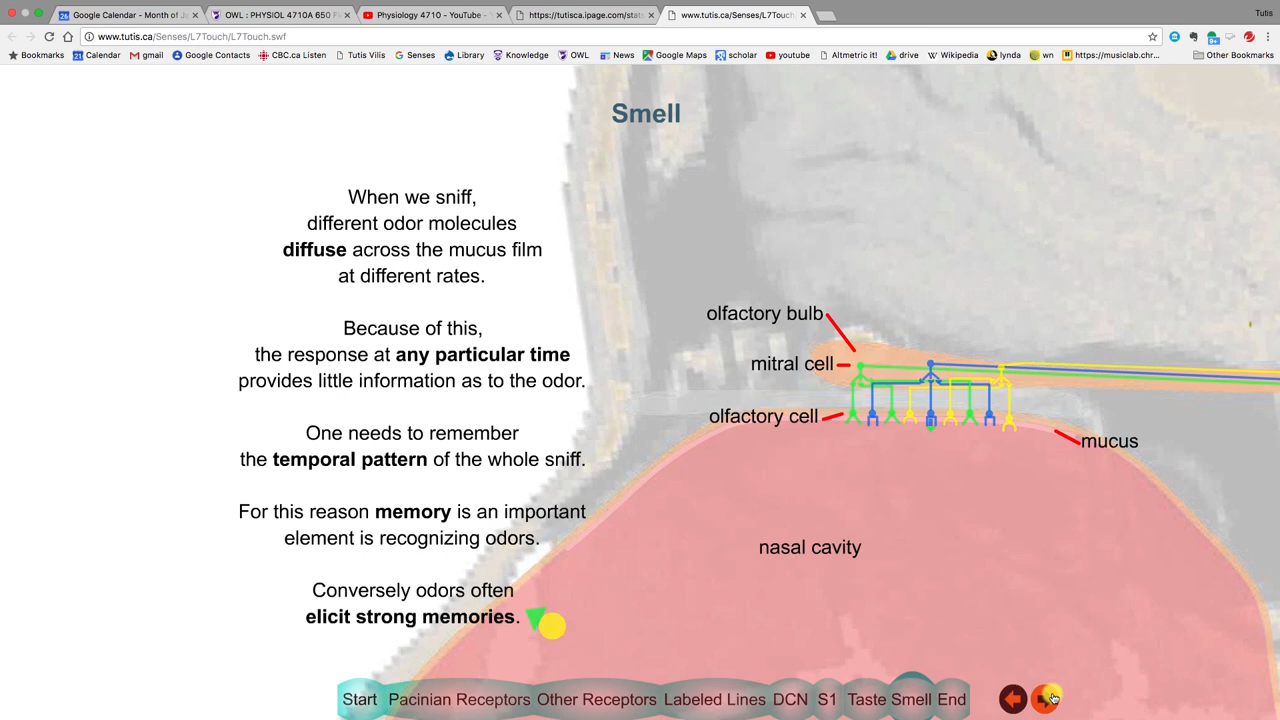 Google Calendar - Month of Ja
OWL : PHYSIOL 4710A 650 F
Physiology 4710 - YouTube -
https://tutisca.ipage.com/stat
www.tutis.ca/Senses/L7Touch/
Tutis
www.tutis.ca/Senses/L7Touch/L7Touch.swf
Bookmarks Calendar gmail Google Contacts CBC.ca Listen Tutis Vilis Senses Library Knowledge OWL News Google Maps scholar youtube Altmetric it! drive Wikipedia lynda wn https://musiclab.chr... Other Bookmarks
Smell
When we sniff,
different odor molecules
diffuse across the mucus film
at different rates.
Because of this,
the response at any particular time
provides little information as to the odor.
One needs to remember
the temporal pattern of the whole sniff.
For this reason memory is an important
element is recognizing odors.
Conversely odors often
elicit strong memories.
olfactory bulb
mitral cell
olfactory cell
mucus
nasal cavity
Start Pacinian Receptors Other Receptors Labeled Lines DCN S1 Taste Smell End